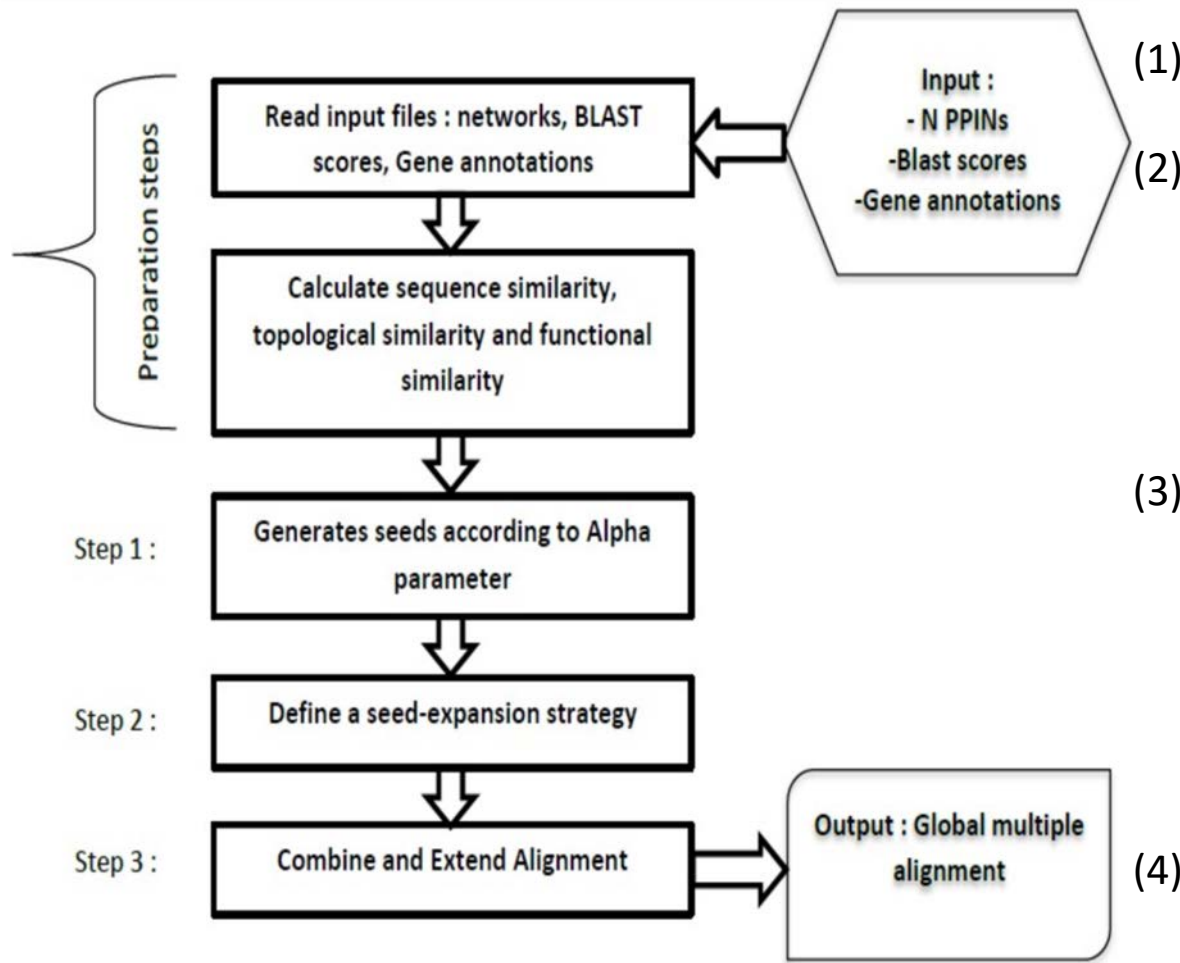 Preparation steps
Read input files : networks, BLAST
scores, Gene annotations
Input :
- N PPINs
-Blast scores
-Gene annotations
(1)
(2)
Calculate sequence similarity,
topological similarity and functional
similarity
(3)
Step 1 :
Generates seeds according to Alpha
parameter
Step 2 :
Define a seed-expansion strategy
Step 3 :
Combine and Extend Alignment
Output : Global multiple
alignment
(4)